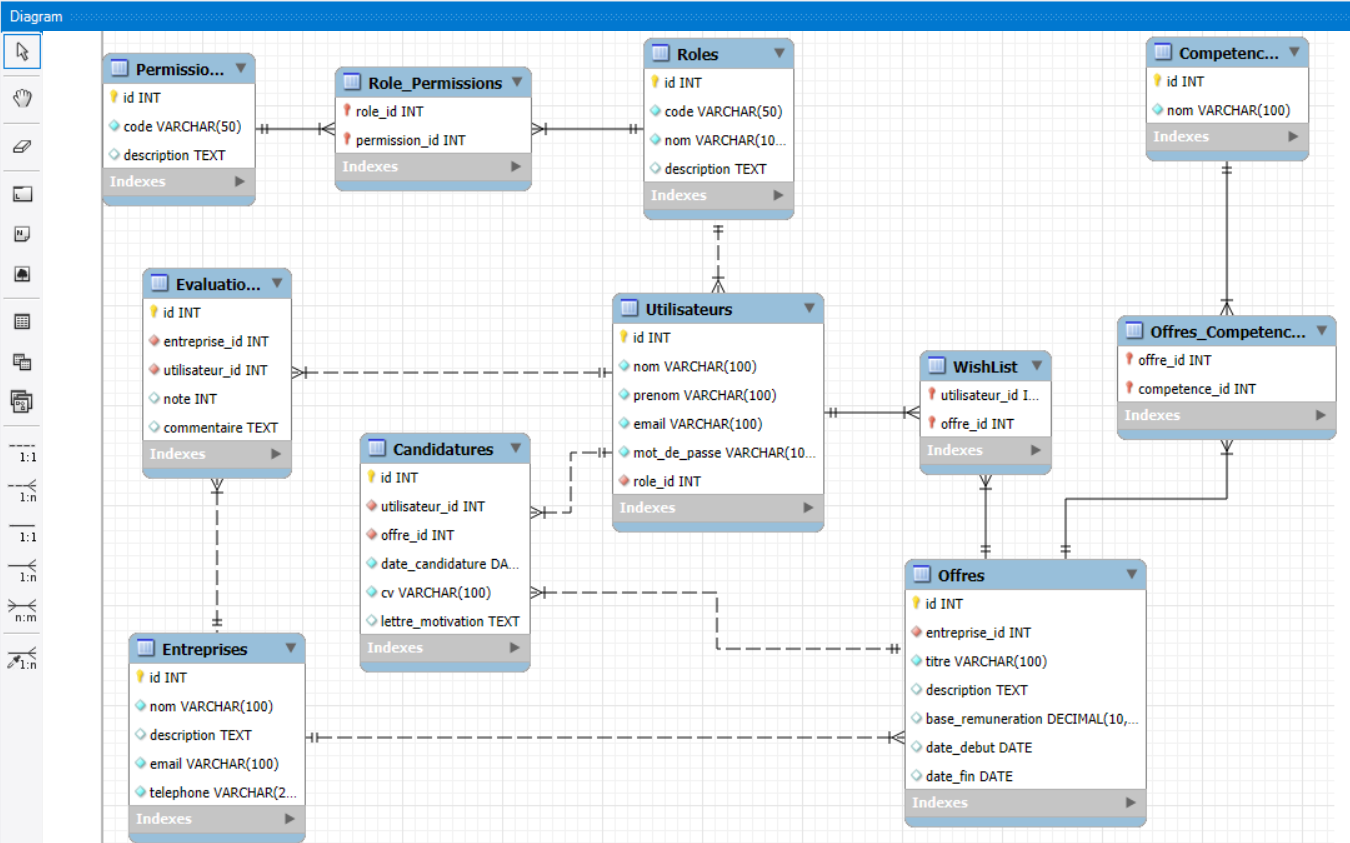 Diagram
Permissio...
id INT
code VARCHAR(50)
description TEXT
Indexes
Role_Permissions
role_id INT
permission_id INT
Indexes
Roles
id INT
code VARCHAR(50)
nom VARCHAR(10...
description TEXT
Indexes
Competenc...
id INT
nom VARCHAR(100)
Indexes
Evaluatio...
id INT
entreprise_id INT
utilisateur_id INT
note INT
commentaire TEXT
Indexes
Utilisateurs
id INT
nom VARCHAR(100)
prenom VARCHAR(100)
email VARCHAR(100)
mot_de_passe VARCHAR(10...
role_id INT
Indexes
WishList
utilisateur_id I...
offre_id INT
Indexes
Offres_Competenc...
offre_id INT
competence_id INT
Indexes
Candidatures
id INT
utilisateur_id INT
offre_id INT
date_candidature DA...
cv VARCHAR(100)
lettre_motivation TEXT
Indexes
Entreprises
id INT
nom VARCHAR(100)
description TEXT
email VARCHAR(100)
telephone VARCHAR(2...
Indexes
Offres
id INT
entreprise_id INT
titre VARCHAR(100)
description TEXT
base_remuneration DECIMAL(10,...
date_debut DATE
date_fin DATE
Indexes
1:1
1:n
1:1
1:n
n:m
1:n